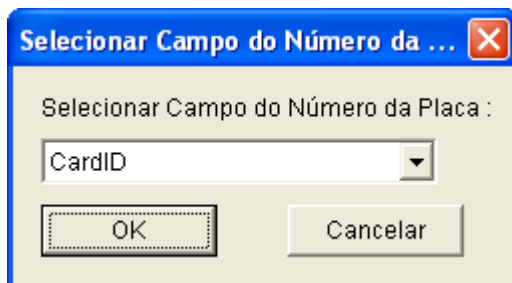 Selecionar Campo do Número da ...
Selecionar Campo do Número da Placa :
CardID
OK
Cancelar